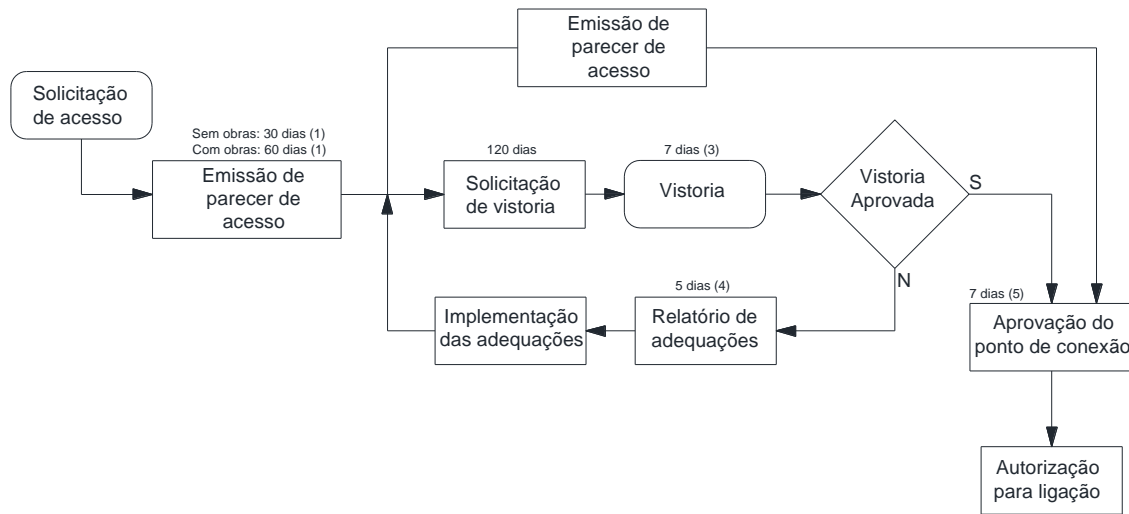 Emissão de
parecer de
acesso
Solicitação
de acesso
Sem obras: 30 dias (1)
Com obras: 60 dias (1)
Emissão de
parecer de
acesso
120 dias
Solicitação
de vistoria
7 dias (3)
Vistoria
Vistoria
Aprovada
S
N
5 dias (4)
Relatório de
adequações
Implementação
das adequações
7 dias (5)
Aprovação do
ponto de conexão
Autorização
para ligação